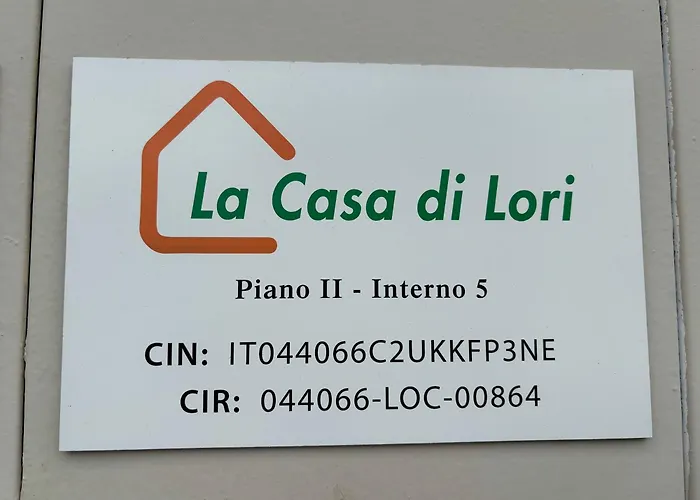 La Casa di Lori
Piano II - Interno 5
CIN: IT044066C2UKKFP3NE
CIR: 044066-LOC-00864